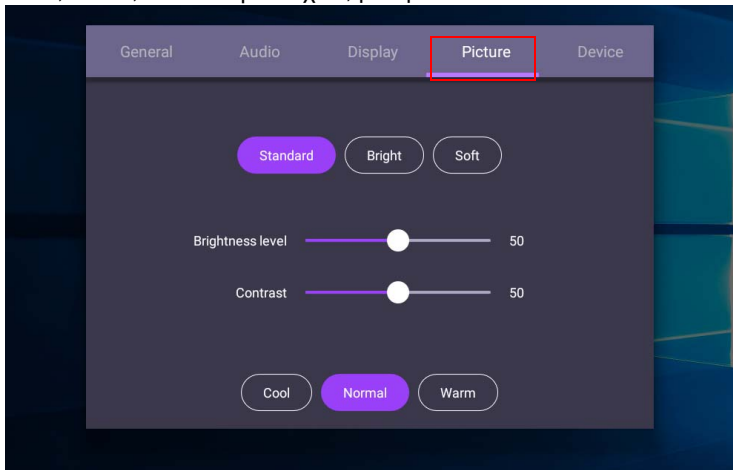 General Audio Display Picture Device
Standard Bright Soft
Brightness level 50
Contrast 50
Cool Normal Warm